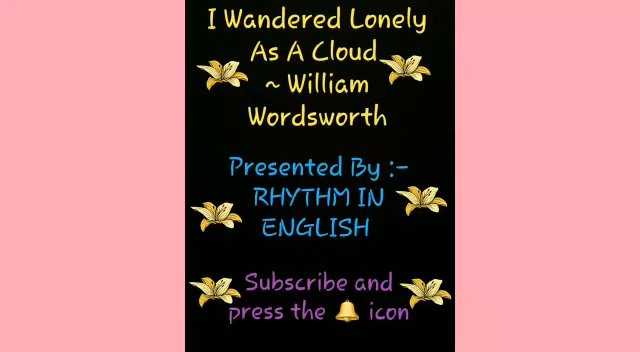 I Wandered Lonely
As A Cloud
~ William
Wordsworth
Presented By :-
RHYTHM IN
ENGLISH
Subscribe and
press the 🔔 icon